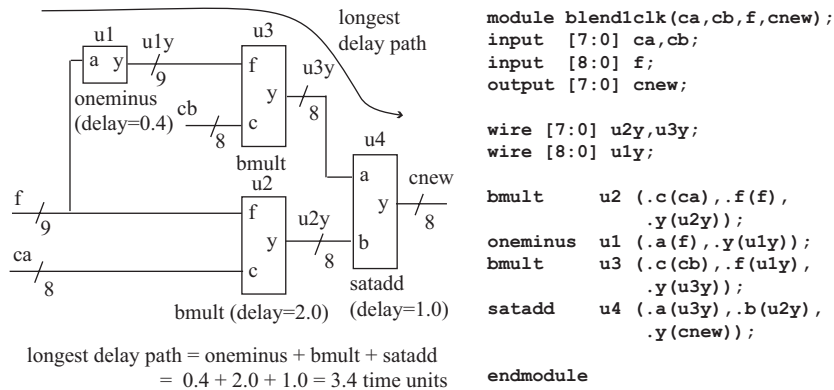 longest
delay path
u1
u1y
u3
a y
9
f
y
u3y
8
oneminus
(delay=0.4)
cb
8
c
bmult
u4
a
y
b
cnew
8
u2
f
9
f
y
c
u2y
8
ca
8
satadd
(delay=1.0)
bmult (delay=2.0)
longest delay path = oneminus + bmult + satadd
= 0.4 + 2.0 + 1.0 = 3.4 time units
module blend1clk(ca,cb,f,cnew);
input [7:0] ca,cb;
input [8:0] f;
output [7:0] cnew;
wire [7:0] u2y,u3y;
wire [8:0] u1y;
bmult u2 (.c(ca),.f(f),
.y(u2y));
oneminus u1 (.a(f),.y(u1y));
bmult u3 (.c(cb),.f(u1y),
.y(u3y));
satadd u4 (.a(u3y),.b(u2y),
.y(cnew));
endmodule